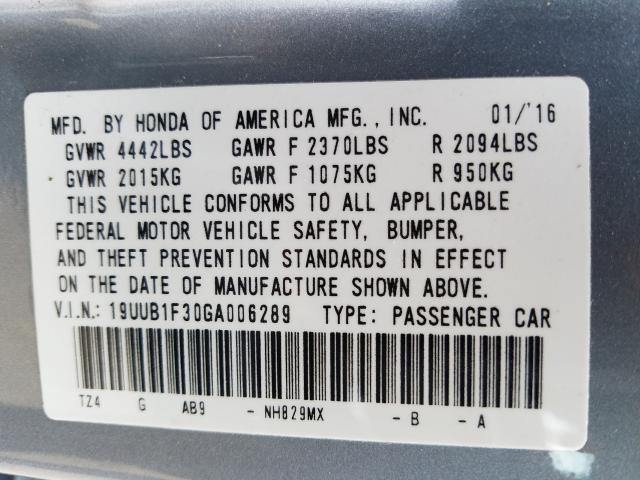 MFD. BY HONDA OF AMERICA MFG., INC. 01/'16
GVWR 4442LBS GAWR F 2370LBS R 2094LBS
GVWR 2015KG GAWR F 1075KG R 950KG
THIS VEHICLE CONFORMS TO ALL APPLICABLE
FEDERAL MOTOR VEHICLE SAFETY, BUMPER,
AND THEFT PREVENTION STANDARDS IN EFFECT
ON THE DATE OF MANUFACTURE SHOWN ABOVE.
V.I.N.: 19UUB1F30GA006289 TYPE: PASSENGER CAR
TZ4 G AB9 - NH829MX - B - A